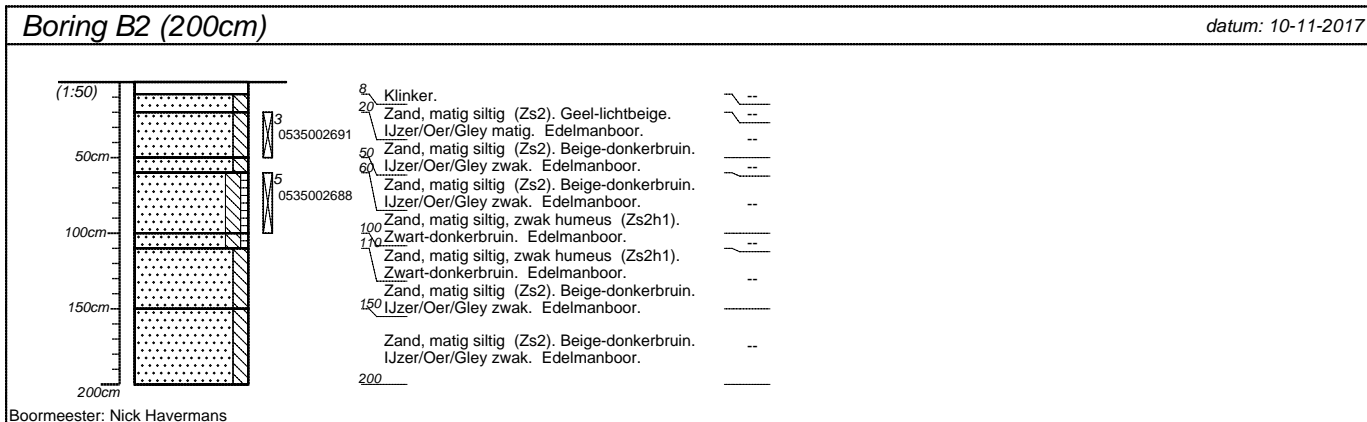 Boring B2 (200cm)
datum: 10-11-2017
(1:50)
50cm
100cm
150cm
200cm
3
0535002691
5
0535002688
8
Klinker.
--
20
Zand, matig siltig (Zs2). Geel-lichtbeige.
--
IJzer/Oer/Gley matig. Edelmanboor.
50
Zand, matig siltig (Zs2). Beige-donkerbruin.
--
IJzer/Oer/Gley zwak. Edelmanboor.
60
Zand, matig siltig (Zs2). Beige-donkerbruin.
--
IJzer/Oer/Gley zwak. Edelmanboor.
100
Zand, matig siltig, zwak humeus (Zs2h1).
--
Zwart-donkerbruin. Edelmanboor.
110
Zand, matig siltig, zwak humeus (Zs2h1).
--
Zwart-donkerbruin. Edelmanboor.
150
Zand, matig siltig (Zs2). Beige-donkerbruin.
--
IJzer/Oer/Gley zwak. Edelmanboor.
Zand, matig siltig (Zs2). Beige-donkerbruin.
--
IJzer/Oer/Gley zwak. Edelmanboor.
200
Boormeester: Nick Havermans